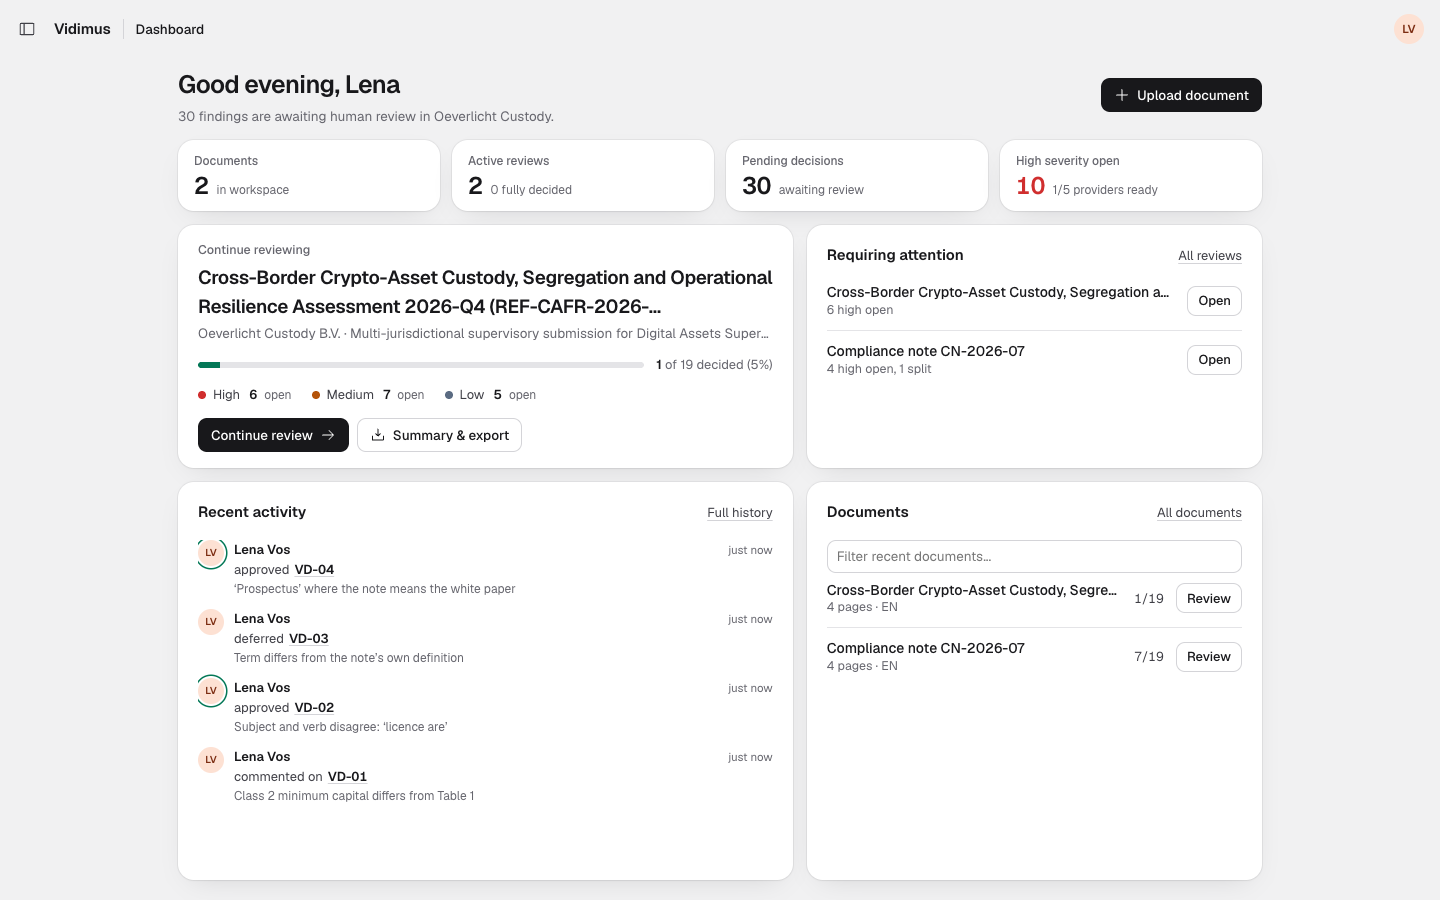 Vidimus
Dashboard
LV
Good evening, Lena
30 findings are awaiting human review in Oeverlicht Custody.
Upload document
Documents
2 in workspace
Active reviews
2 0 fully decided
Pending decisions
30 awaiting review
High severity open
10 1/5 providers ready
Continue reviewing
Cross-Border Crypto-Asset Custody, Segregation and Operational
Resilience Assessment 2026-Q4 (REF-CAFR-2026-...
Oeverlicht Custody B.V. · Multi-jurisdictional supervisory submission for Digital Assets Super...
1 of 19 decided (5%)
High 6 open Medium 7 open Low 5 open
Continue review
Summary & export
Requiring attention
All reviews
Cross-Border Crypto-Asset Custody, Segregation a...
6 high open
Open
Compliance note CN-2026-07
4 high open, 1 split
Open
Recent activity
Full history
LV
Lena Vos
just now
approved VD-04
‘Prospectus’ where the note means the white paper
LV
Lena Vos
just now
deferred VD-03
Term differs from the note’s own definition
LV
Lena Vos
just now
approved VD-02
Subject and verb disagree: ‘licence are’
LV
Lena Vos
just now
commented on VD-01
Class 2 minimum capital differs from Table 1
Documents
All documents
Filter recent documents...
Cross-Border Crypto-Asset Custody, Segre...
4 pages · EN
1/19
Review
Compliance note CN-2026-07
4 pages · EN
7/19
Review